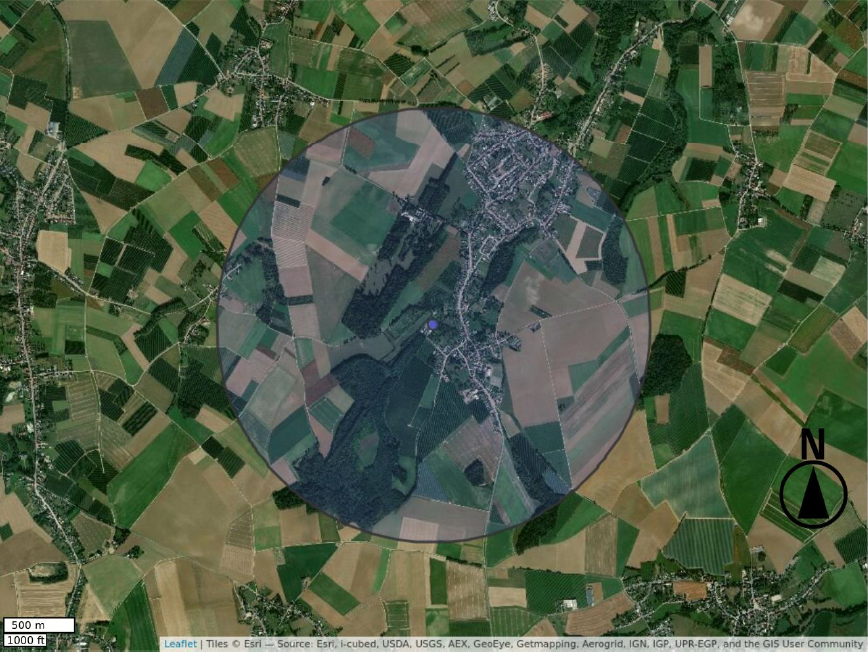 N
500 m
1000 ft
Leaflet | Tiles © Esri — Source: Esri, i-cubed, USDA, USGS, AEX, GeoEye, Getmapping, Aerogrid, IGN, IGP, UPR-EGP, and the GIS User Community